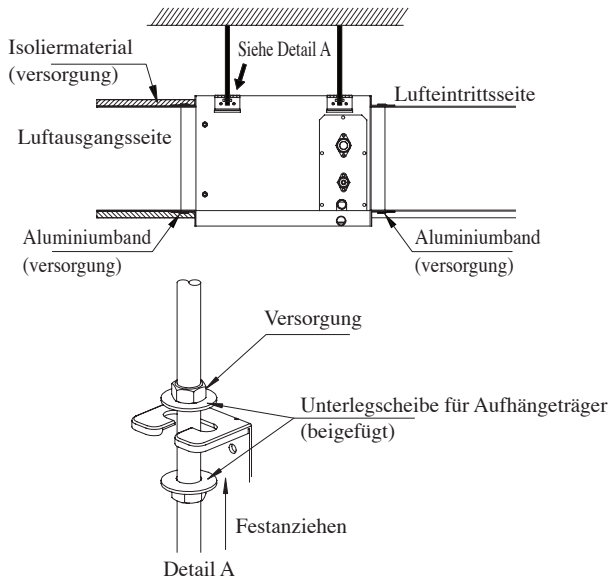 Isoliermaterial
(versorgung)
Siehe Detail A
Lufteintrittsseite
Luftausgangsseite
Aluminiumband
(versorgung)
Aluminiumband
(versorgung)
Versorgung
Unterlegscheibe für Aufhängeträger
(beigefügt)
Festanziehen
Detail A